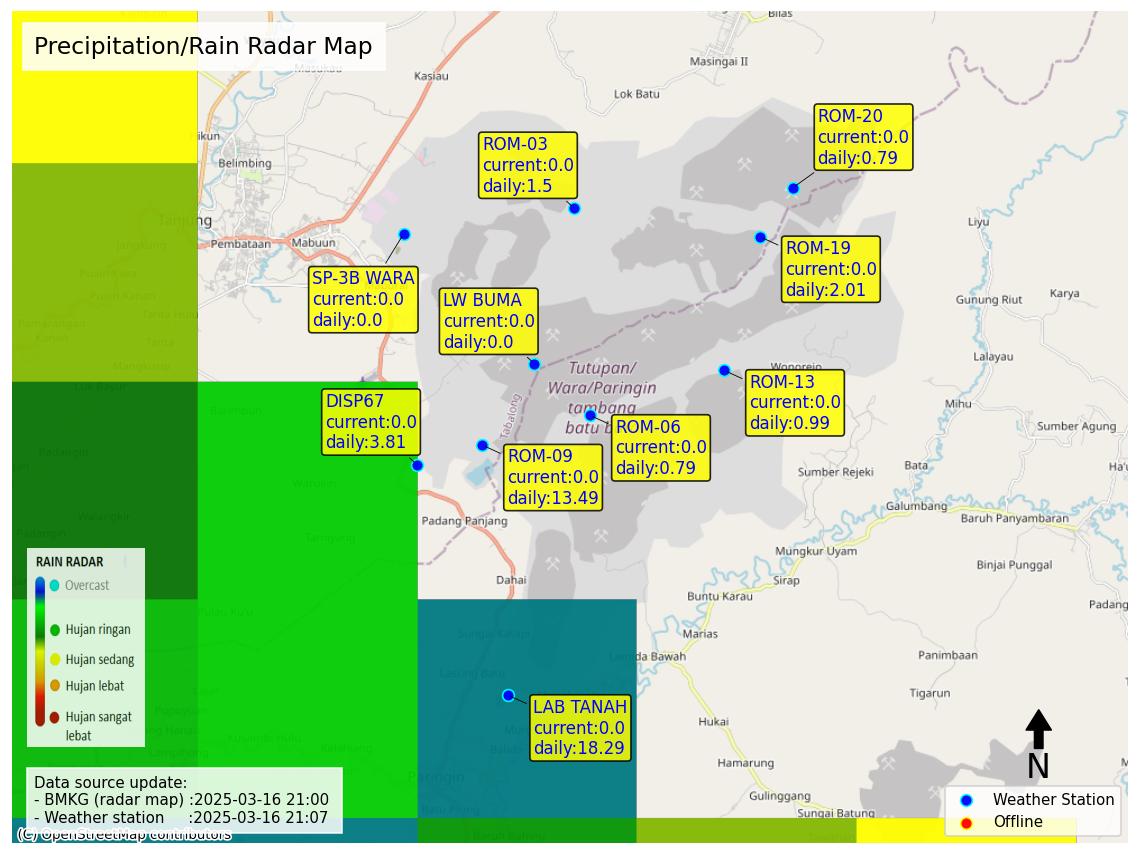 Precipitation/Rain Radar Map
Bilas
Masingai II
Kasiau
Lok Batu
Masukau
Belimbing
Tanjung
Pembataan
Mabuun
Jangkung
Liyu
Gunung Riut
Karya
Lalayau
Mihu
Wonorejo
Sumber Agung
Bata
Sumber Rejeki
Galumbang
Baruh Panyambaran
Mungkur Uyam
Binjai Punggal
Sirap
Padang Panjang
Dahai
Buntu Karau
Marias
Panimbaan
Tigarun
Hukai
Hamarung
Gulinggang
Sungai Batung
Tabalong
Tutupan/
Wara/Paringin
tambang
ROM-20
current:0.0
daily:0.79
ROM-03
current:0.0
daily:1.5
ROM-19
current:0.0
daily:2.01
SP-3B WARA
current:0.0
daily:0.0
LW BUMA
current:0.0
daily:0.0
ROM-13
current:0.0
daily:0.99
DISP67
current:0.0
daily:3.81
ROM-06
current:0.0
daily:0.79
ROM-09
current:0.0
daily:13.49
LAB TANAH
current:0.0
daily:18.29
Paringin
RAIN RADAR
Overcast
Hujan ringan
Hujan sedang
Hujan lebat
Hujan sangat
lebat
Data source update:
- BMKG (radar map) :2025-03-16 21:00
- Weather station :2025-03-16 21:07
(C) OpenStreetMap contributors
N
Weather Station
Offline